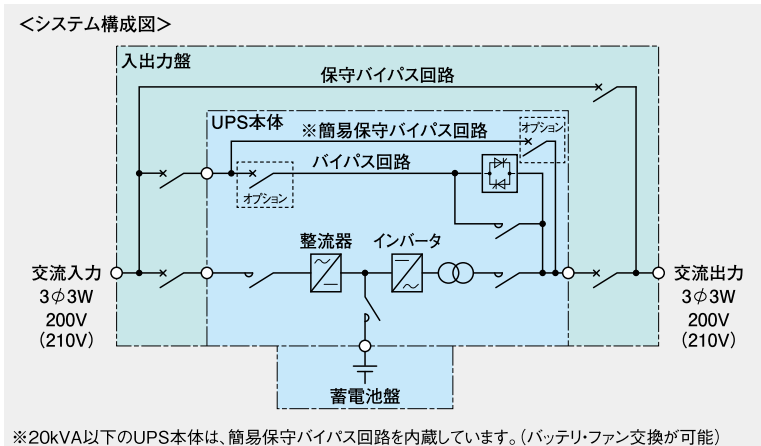 ＜システム構成図＞
入出力盤
保守バイパス回路
UPS本体
※簡易保守バイパス回路
オプション
バイパス回路
オプション
整流器
インバータ
交流入力
3φ3W
200V
（210V）
交流出力
3φ3W
200V
（210V）
蓄電池盤
※20kVA以下のUPS本体は、簡易保守バイパス回路を内蔵しています。（バッテリ・ファン交換が可能）